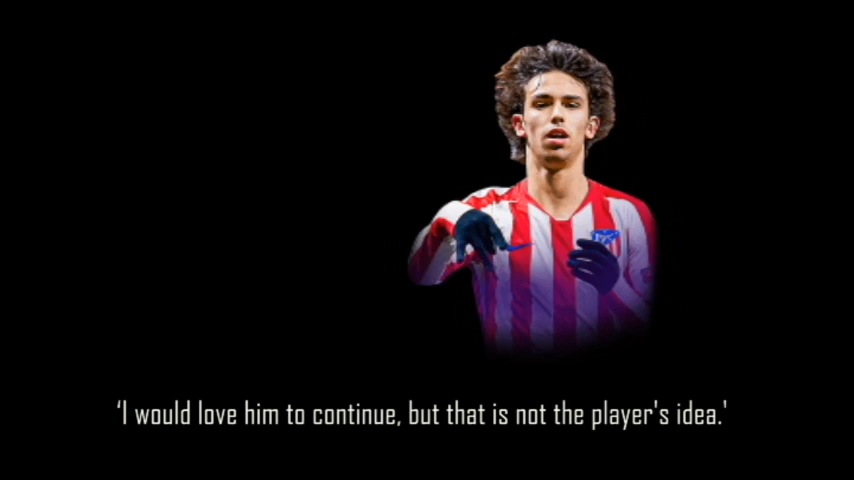 ‘I would love him to continue, but that is not the player's idea.'